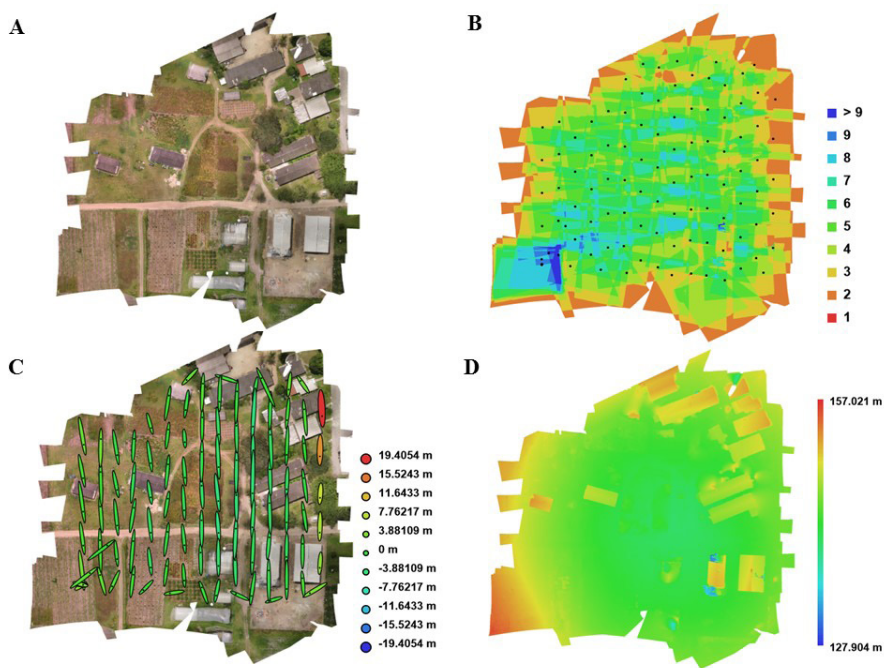 A
B
> 9
9
8
7
6
5
4
3
2
1
C
19.4054 m
15.5243 m
11.6433 m
7.76217 m
3.88109 m
0 m
-3.88109 m
-7.76217 m
-11.6433 m
-15.5243 m
-19.4054 m
D
157.021 m
127.904 m